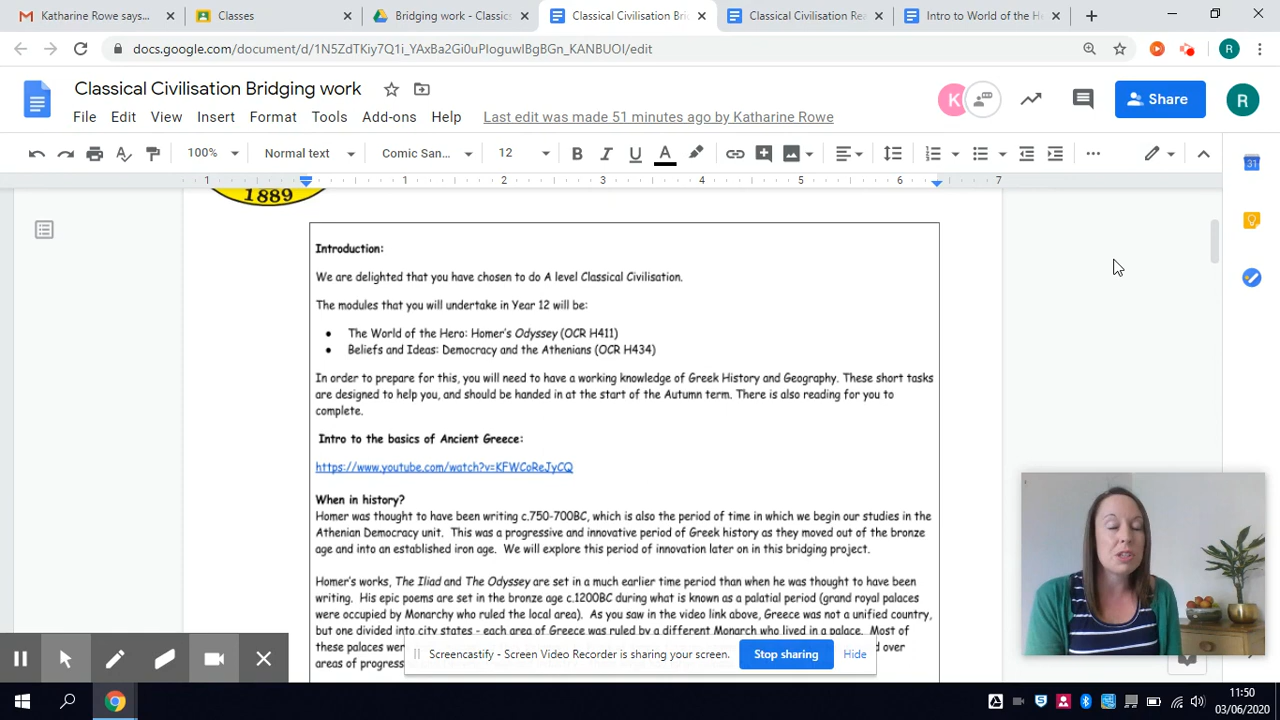 Katharine Rowe says...
Classes
Bridging work - Classics
Classical Civilisation Bri
Classical Civilisation Rea
Intro to World of the H
docs.google.com/document/d/1N5ZdTKiy7Q1i_YAxBa2Gi0uPIoguwlBgBGn_KANBUOI/edit
R
Classical Civilisation Bridging work
K
Share
R
File Edit View Insert Format Tools Add-ons Help Last edit was made 51 minutes ago by Katharine Rowe
100% Normal text Comic San... 12 B I U A
1 1 2 3 4 5 6 7
31
1889
Introduction:
We are delighted that you have chosen to do A level Classical Civilisation.
The modules that you will undertake in Year 12 will be:
• The World of the Hero: Homer's Odyssey (OCR H411)
• Beliefs and Ideas: Democracy and the Athenians (OCR H434)
In order to prepare for this, you will need to have a working knowledge of Greek History and Geography. These short tasks
are designed to help you, and should be handed in at the start of the Autumn term. There is also reading for you to
complete.
Intro to the basics of Ancient Greece:
https://www.youtube.com/watch?v=KFWCoReJyCQ
When in history?
Homer was thought to have been writing c.750-700BC, which is also the period of time in which we begin our studies in the
Athenian Democracy unit. This was a progressive and innovative period of Greek history as they moved out of the bronze
age and into an established iron age. We will explore this period of innovation later on in this bridging project.
Homer's works, The Iliad and The Odyssey are set in a much earlier time period than when he was thought to have been
writing. His epic poems are set in the bronze age c.1200BC during what is known as a palatial period (grand royal palaces
were occupied by Monarchy who ruled the local area). As you saw in the video link above, Greece was not a unified country,
but one divided into city states - each area of Greece was ruled by a different Monarch who lived in a palace. Most of
these palaces wer
d over
areas of progress
Screencastify - Screen Video Recorder is sharing your screen. Stop sharing Hide
11:50
03/06/2020